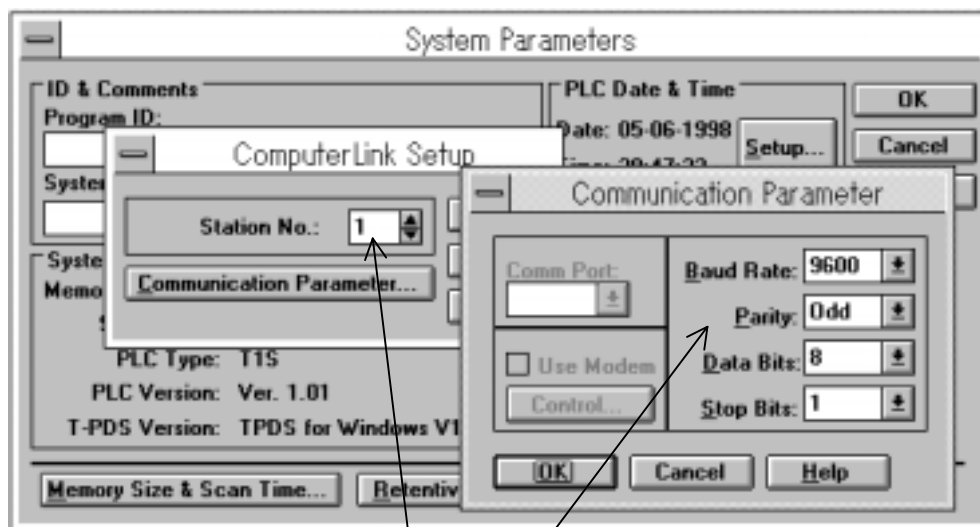 System Parameters
ID & Comments
Program ID:
PLC Date & Time
Date: 05-06-1998
Setup...
OK
Cancel
ComputerLink Setup
Station No.: 1
Communication Parameter...
Communication Parameter
Comm Port:
Use Modem
Control...
Baud Rate: 9600
Parity: Odd
Data Bits: 8
Stop Bits: 1
OK
Cancel
Help
PLC Type: T1S
PLC Version: Ver. 1.01
T-PDS Version: TPDS for Windows V1
Memory Size & Scan Time...